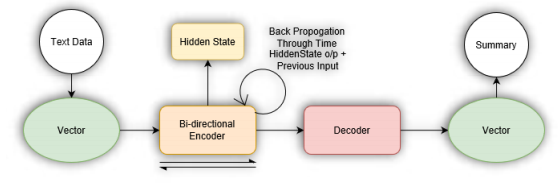 Text Data
Hidden State
Back Propogation
Through Time
HiddenState o/p +
Previous Input
Summary
Vector
Bi-directional
Encoder
Decoder
Vector